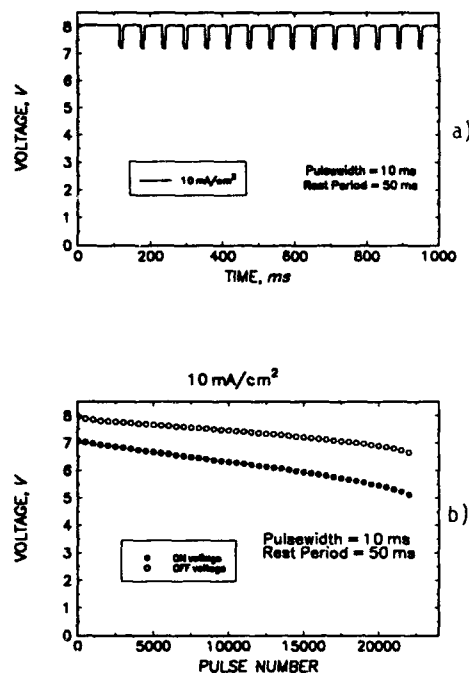 8
7
6
5
4
3
2
1
0
VOLTAGE, V
10 mA/cm²
Pulsewidth = 10 ms
Rest Period = 50 ms
a)
0 200 400 600 800 1000
TIME, ms
10 mA/cm²
8
7
6
5
4
3
2
1
0
VOLTAGE, V
ON voltage
OFF voltage
Pulsewidth = 10 ms
Rest Period = 50 ms
b)
0 5000 10000 15000 20000
PULSE NUMBER